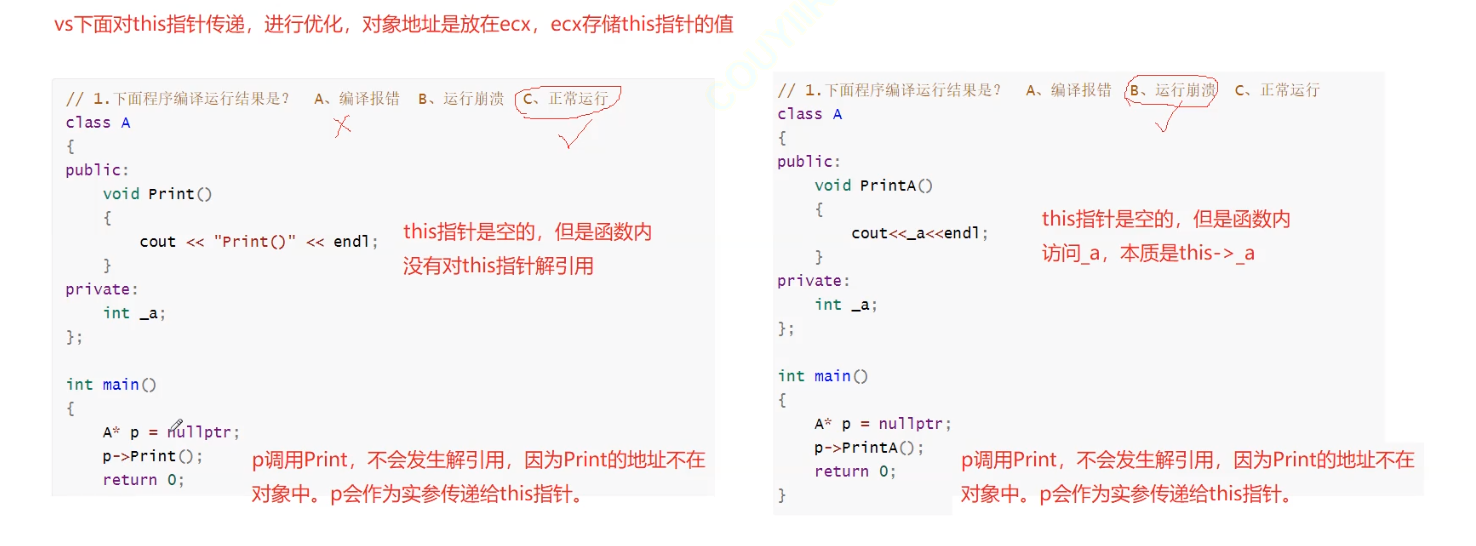 vs下面对this指针传递，进行优化，对象地址是放在ecx，ecx存储this指针的值
// 1.下面程序编译运行结果是？ A、编译报错 B、运行崩溃 C、正常运行
class A
{
public:
void Print()
{
cout << "Print()" << endl;
}
private:
int _a;
};
int main()
{
A* p = nullptr;
p->Print();
return 0;
this指针是空的，但是函数内
没有对this指针解引用
p调用Print，不会发生解引用，因为Print的地址不在
对象中。p会作为实参传递给this指针。
// 1.下面程序编译运行结果是？ A、编译报错 B、运行崩溃 C、正常运行
class A
{
public:
void PrintA()
{
cout<<_a<<endl;
}
private:
int _a;
};
int main()
{
A* p = nullptr;
p->PrintA();
return 0;
}
this指针是空的，但是函数内
访问_a，本质是this->_a
p调用Print，不会发生解引用，因为Print的地址不在
对象中。p会作为实参传递给this指针。